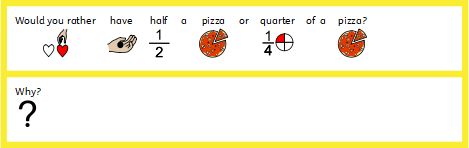 Would you rather have half a pizza or quarter of a pizza?
1/2 1/4
Why?
?